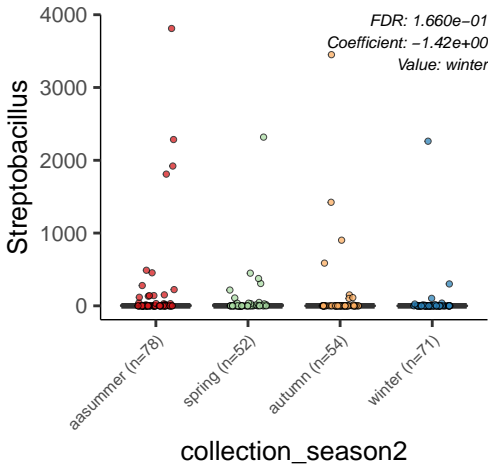 FDR: 1.660e−01
Coefficient: −1.42e+00
Value: winter
4000
3000
2000
1000
0
Streptobacillus
aasummer (n=78)
spring (n=52)
autumn (n=54)
winter (n=71)
collection_season2